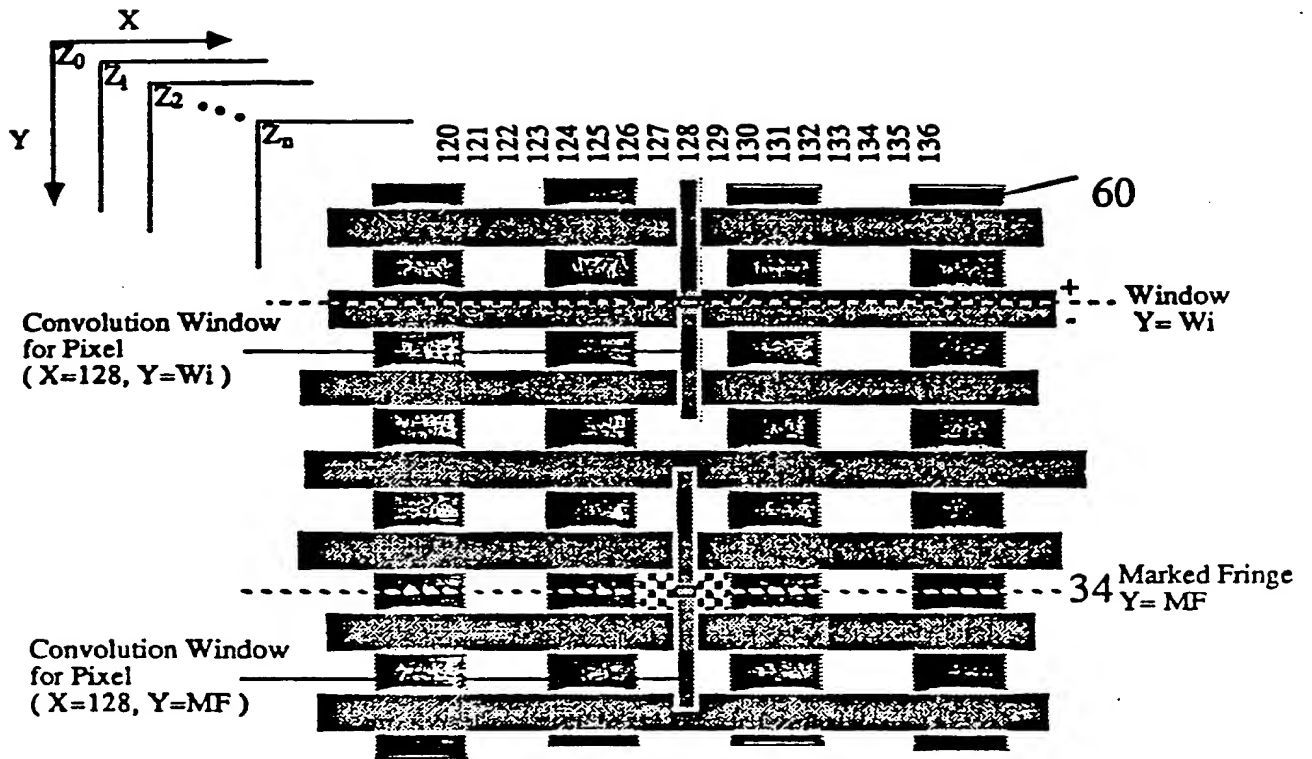 X
Z0
Z1
Z2
Y
Zn
120 121 122 123 124 125 126 127 128 129 130 131 132 133 134 135 136
60
+
Window
Y= Wi
-
Convolution Window
for Pixel
( X=128, Y=Wi )
34 Marked Fringe
Y= MF
Convolution Window
for Pixel
( X=128, Y=MF )